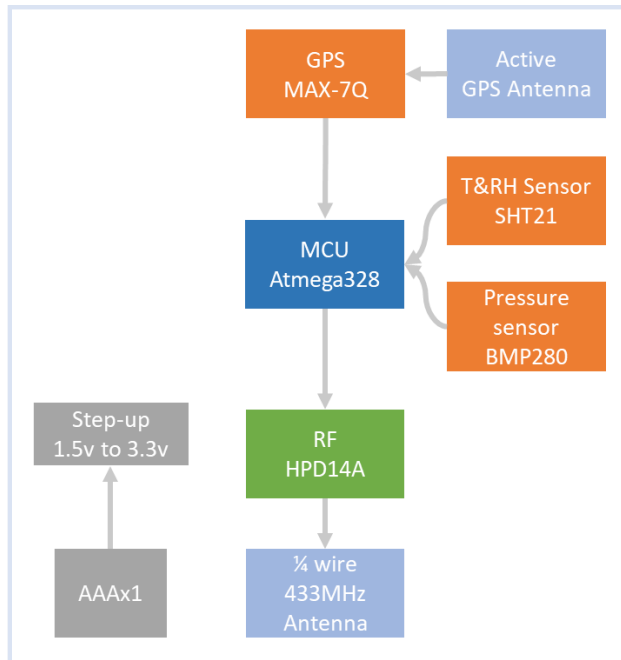 GPS
MAX-7Q
Active
GPS Antenna
T&RH Sensor
SHT21
MCU
Atmega328
Pressure
sensor
BMP280
Step-up
1.5v to 3.3v
RF
HPD14A
AAAx1
¼ wire
433MHz
Antenna